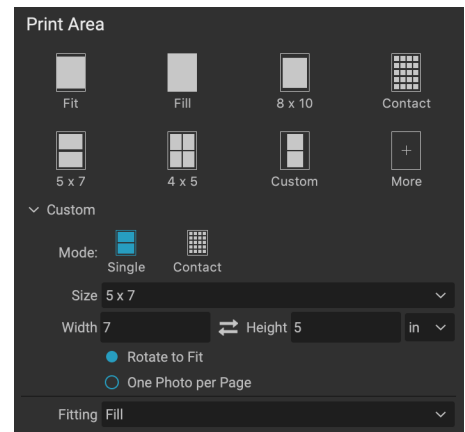 Print Area
Fit Fill 8 x 10 Contact
5 x 7 4 x 5 Custom More
Custom
Mode:
Single Contact
Size 5 x 7
Width 7 Height 5 in
Rotate to Fit
One Photo per Page
Fitting Fill